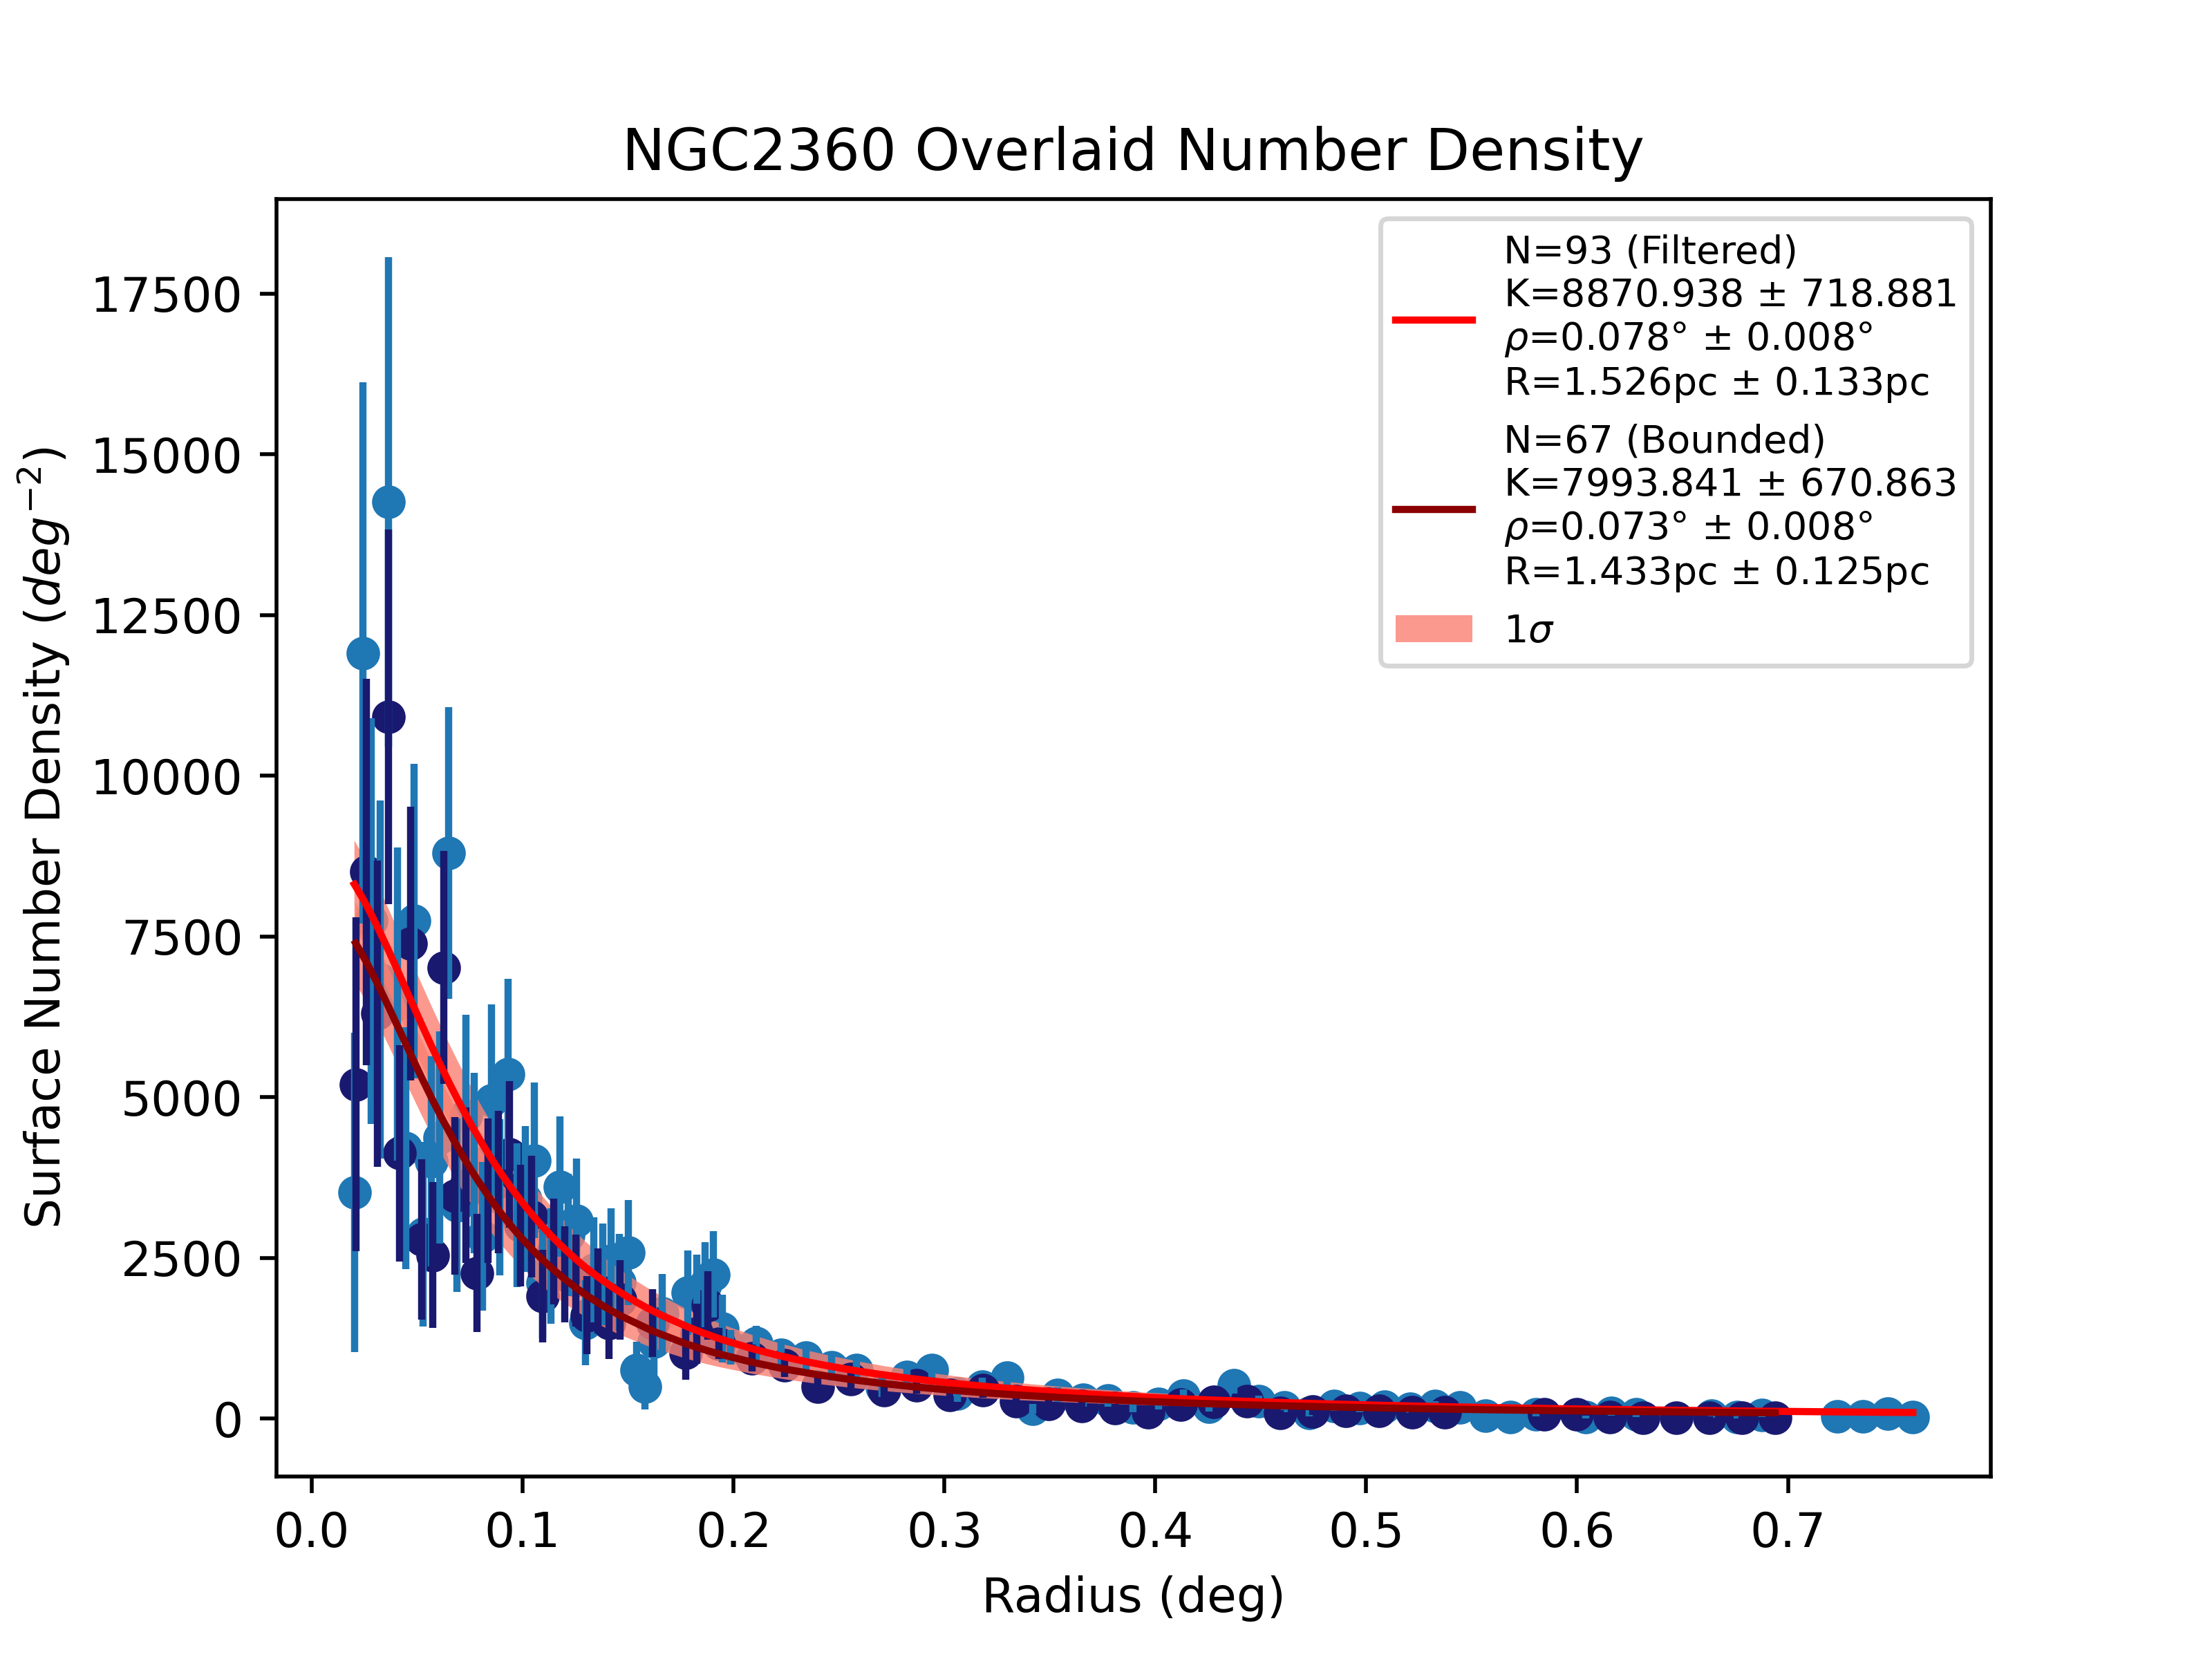 NGC2360 Overlaid Number Density
N=93 (Filtered)
K=8870.938 ± 718.881
ρ=0.078° ± 0.008°
R=1.526pc ± 0.133pc
N=67 (Bounded)
K=7993.841 ± 670.863
ρ=0.073° ± 0.008°
R=1.433pc ± 0.125pc
1σ
Surface Number Density (deg⁻²)
17500
15000
12500
10000
7500
5000
2500
0
0.0 0.1 0.2 0.3 0.4 0.5 0.6 0.7
Radius (deg)